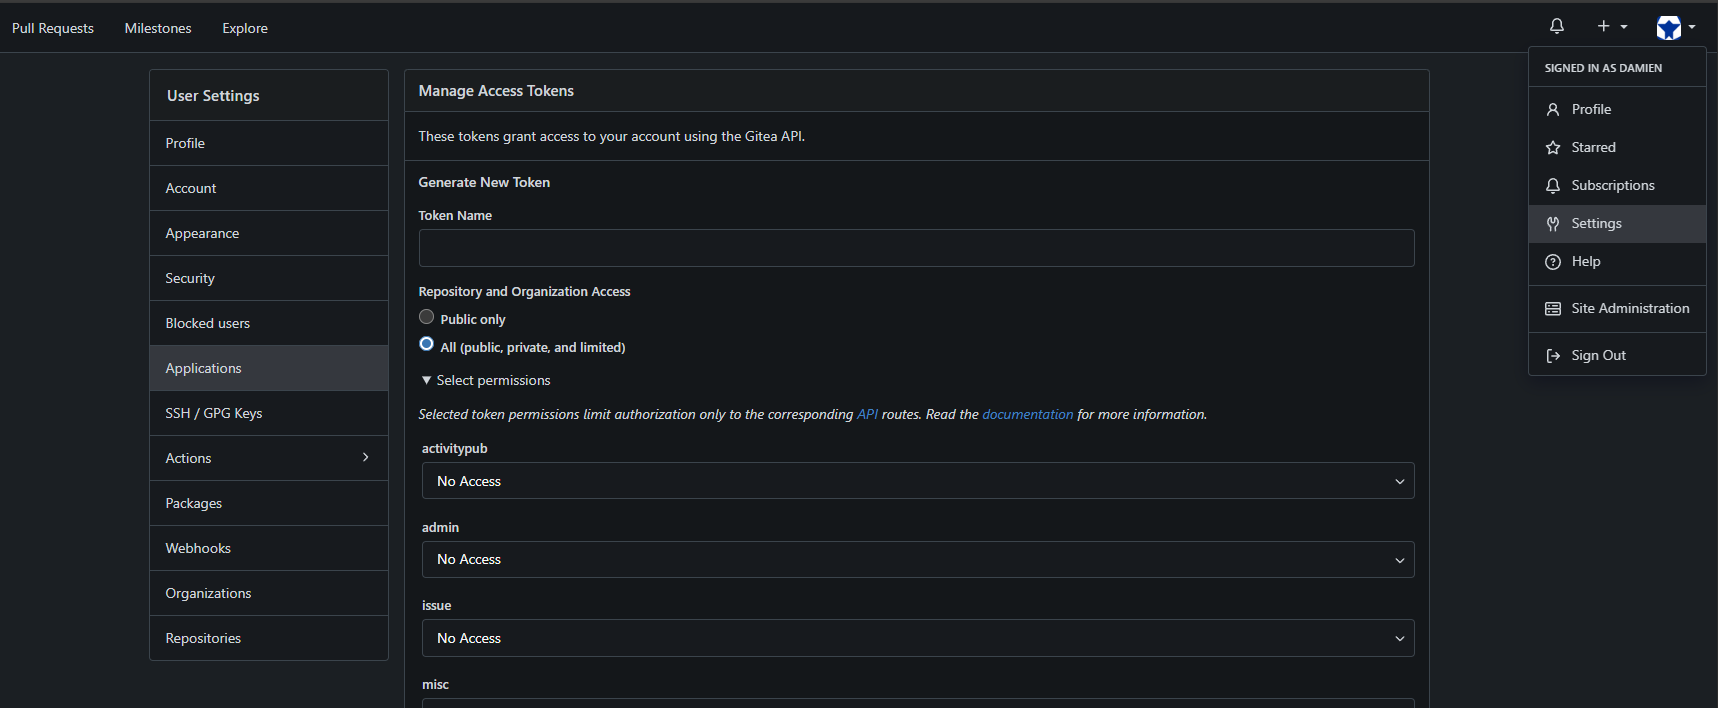 Pull Requests Milestones Explore
SIGNED IN AS DAMIEN
Profile
Starred
Subscriptions
Settings
Help
Site Administration
Sign Out
User Settings
Profile
Account
Appearance
Security
Blocked users
Applications
SSH / GPG Keys
Actions
Packages
Webhooks
Organizations
Repositories
Manage Access Tokens
These tokens grant access to your account using the Gitea API.
Generate New Token
Token Name
Repository and Organization Access
Public only
All (public, private, and limited)
Select permissions
Selected token permissions limit authorization only to the corresponding API routes. Read the documentation for more information.
activitypub
No Access
admin
No Access
issue
No Access
misc